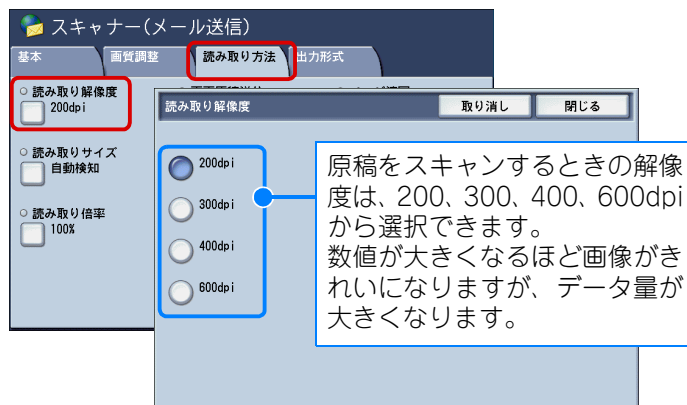 スキャナー(メール送信)
基本 画質調整 読み取り方法 出力形式
読み取り解像度
200dpi
読み取りサイズ
自動検知
読み取り倍率
100%
読み取り解像度 取り消し 閉じる
200dpi
300dpi
400dpi
600dpi
原稿をスキャンするときの解像
度は、200、300、400、600dpi
から選択できます。
数値が大きくなるほど画像がき
れいになりますが、データ量が
大きくなります。